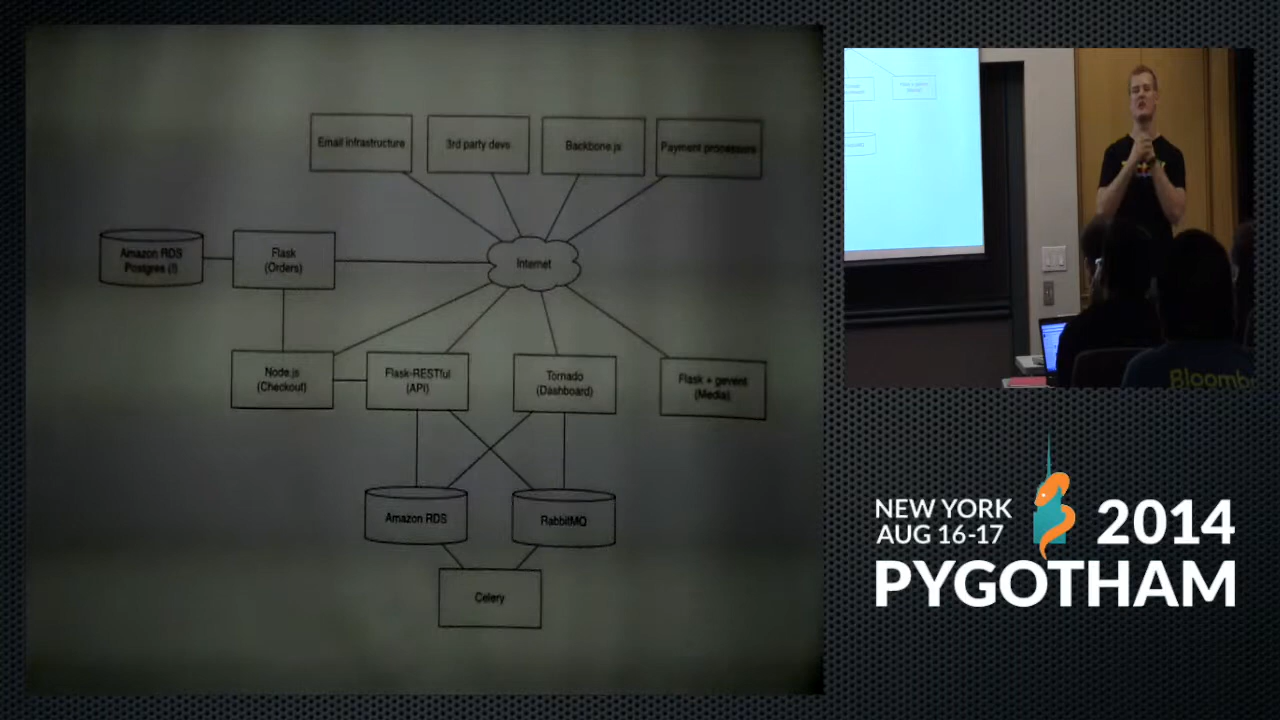 Email infrastructure
3rd party devs
Backbone.js
Payment processors
Amazon RDS
Postgres (!)
Flask
(Orders)
Internet
Node.js
(Checkout)
Flask-RESTful
(API)
Tornado
(Dashboard)
Flask + gevent
(Media)
Amazon RDS
RabbitMQ
Celery
Bloomb
NEW YORK
AUG 16-17
2014
PYGOTHAM